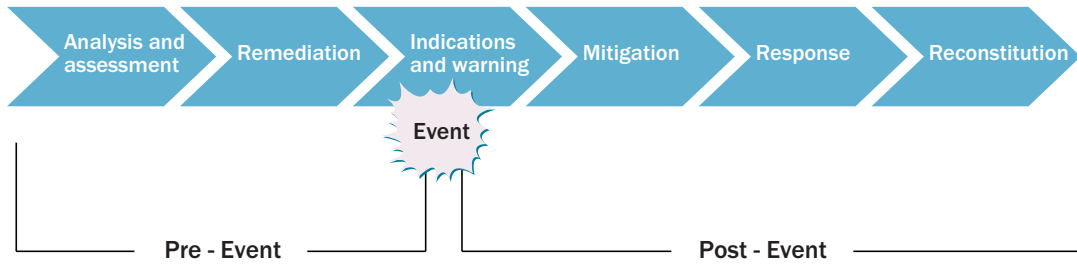 Analysis and
assessment
Remediation
Indications
and warning
Mitigation
Response
Reconstitution
Event
Pre - Event
Post - Event